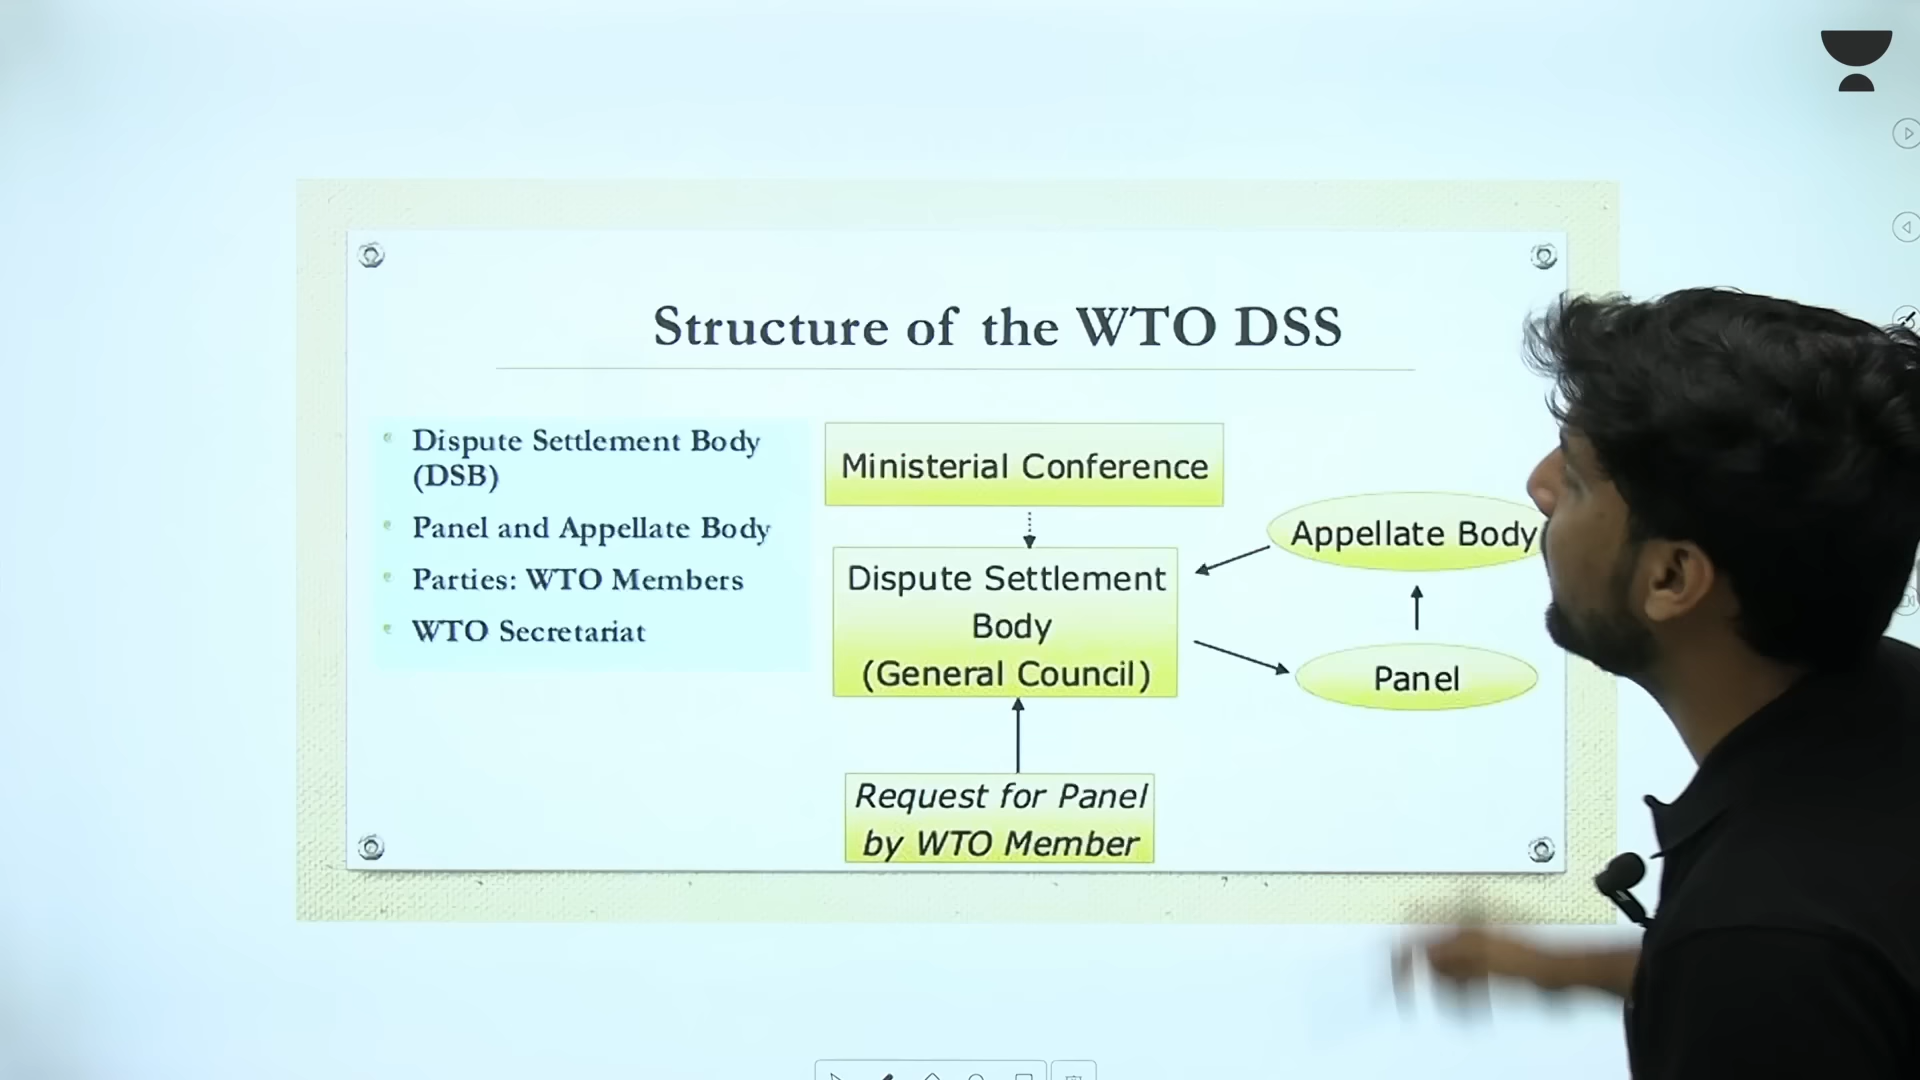 Structure of the WTO DSS
Dispute Settlement Body
(DSB)
Panel and Appellate Body
Parties: WTO Members
WTO Secretariat
Ministerial Conference
Dispute Settlement
Body
(General Council)
Request for Panel
by WTO Member
Appellate Body
Panel